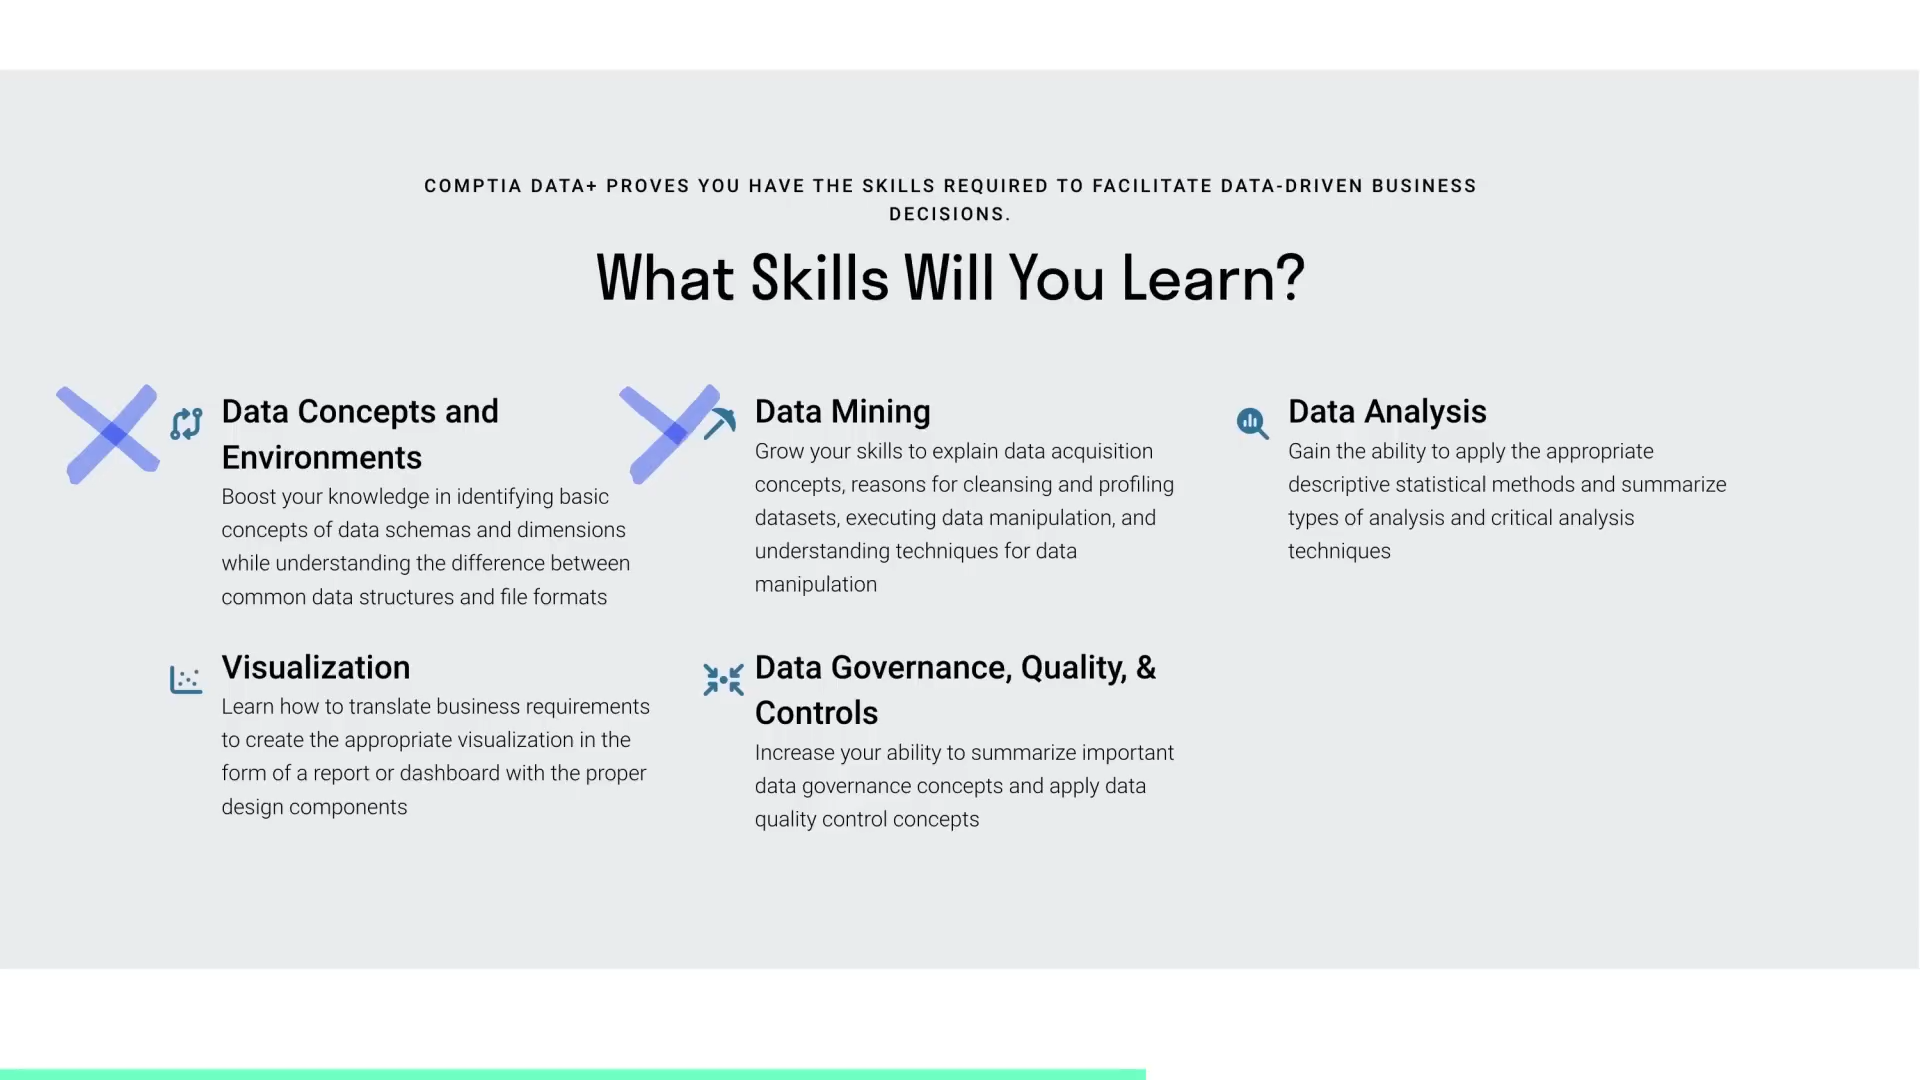 COMPTIA DATA+ PROVES YOU HAVE THE SKILLS REQUIRED TO FACILITATE DATA-DRIVEN BUSINESS
DECISIONS.
What Skills Will You Learn?
Data Concepts and
Environments
Boost your knowledge in identifying basic
concepts of data schemas and dimensions
while understanding the difference between
common data structures and file formats
Data Mining
Grow your skills to explain data acquisition
concepts, reasons for cleansing and profiling
datasets, executing data manipulation, and
understanding techniques for data
manipulation
Data Analysis
Gain the ability to apply the appropriate
descriptive statistical methods and summarize
types of analysis and critical analysis
techniques
Visualization
Learn how to translate business requirements
to create the appropriate visualization in the
form of a report or dashboard with the proper
design components
Data Governance, Quality, &
Controls
Increase your ability to summarize important
data governance concepts and apply data
quality control concepts